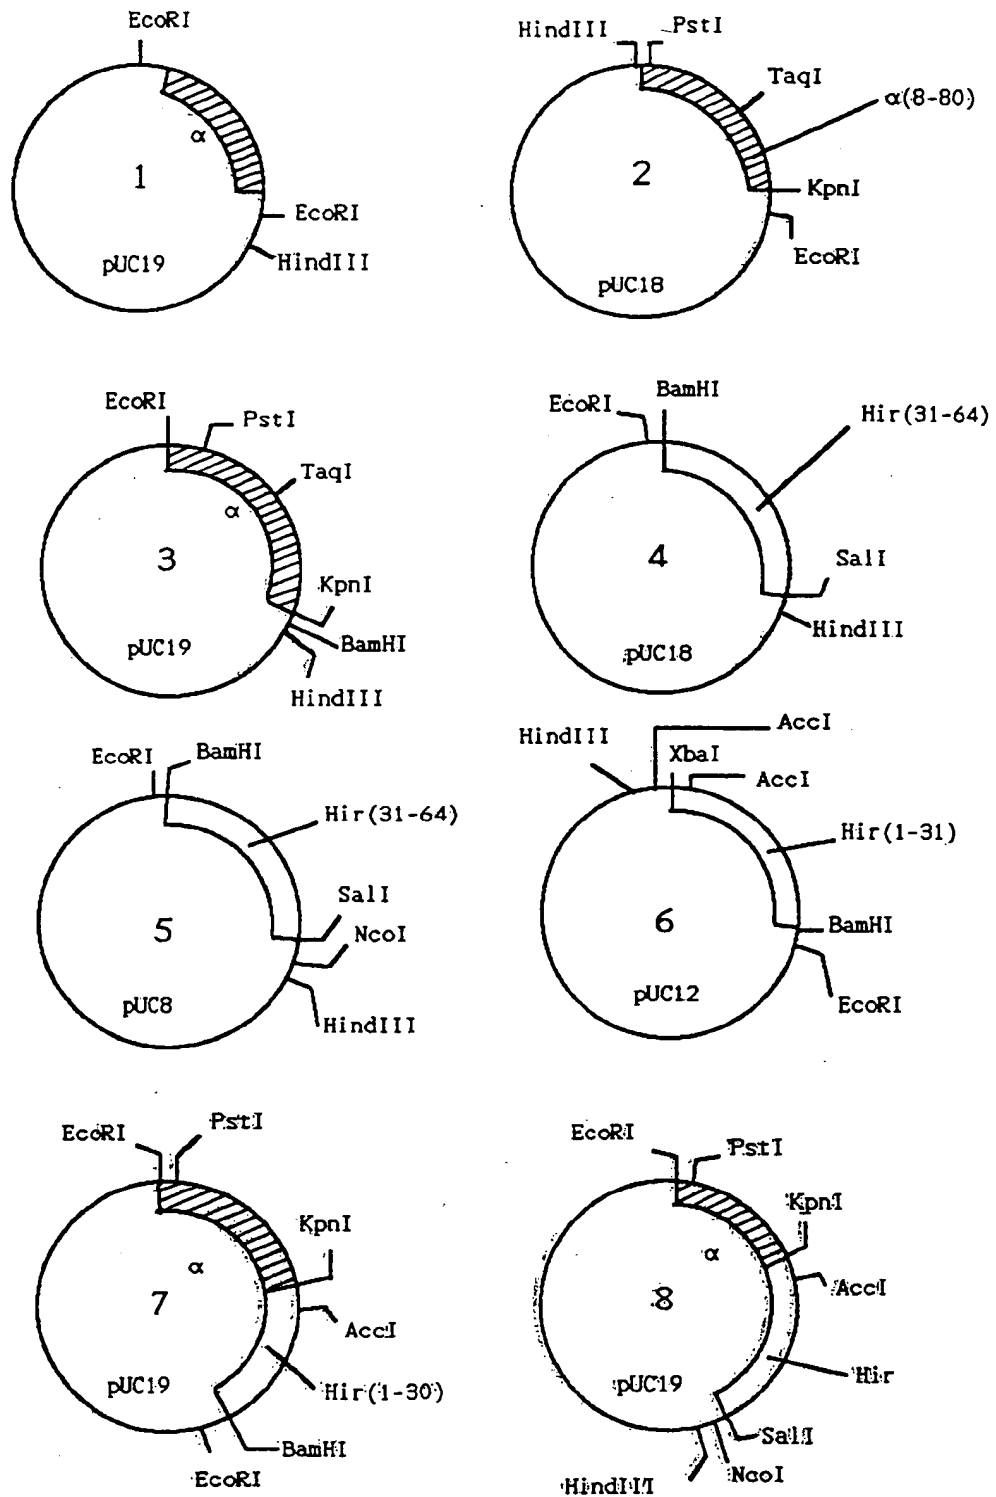 EcoRI
α
1
EcoRI
HindIII
pUC19
HindIII
PstI
TaqI
α(8-80)
2
KpnI
EcoRI
pUC18
EcoRI
PstI
TaqI
α
3
KpnI
BamHI
pUC19
HindIII
BamHI
EcoRI
Hir(31-64)
4
SalI
HindIII
pUC18
EcoRI
BamHI
Hir(31-64)
SalI
5
NcoI
pUC8
HindIII
AccI
HindIII
XbaI
AccI
Hir(1-31)
6
BamHI
pUC12
EcoRI
EcoRI
PstI
KpnI
α
7
AccI
pUC19
Hir(1-30)
BamHI
EcoRI
EcoRI
PstI
KpnI
α
AccI
8
Hir
pUC19
SalI
NcoI
HindIII